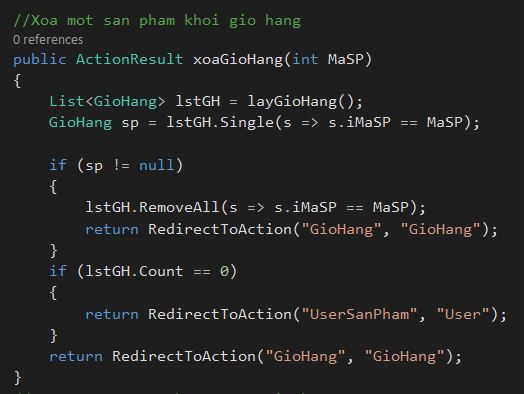 //Xoa mot san pham khoi gio hang
0 references
public ActionResult xoaGioHang(int MaSP)
{
    List<GioHang> lstGH = layGioHang();
    GioHang sp = lstGH.Single(s => s.iMaSP == MaSP);

    if (sp != null)
    {
        lstGH.RemoveAll(s => s.iMaSP == MaSP);
        return RedirectToAction("GioHang", "GioHang");
    }
    if (lstGH.Count == 0)
    {
        return RedirectToAction("UserSanPham", "User");
    }
    return RedirectToAction("GioHang", "GioHang");
}